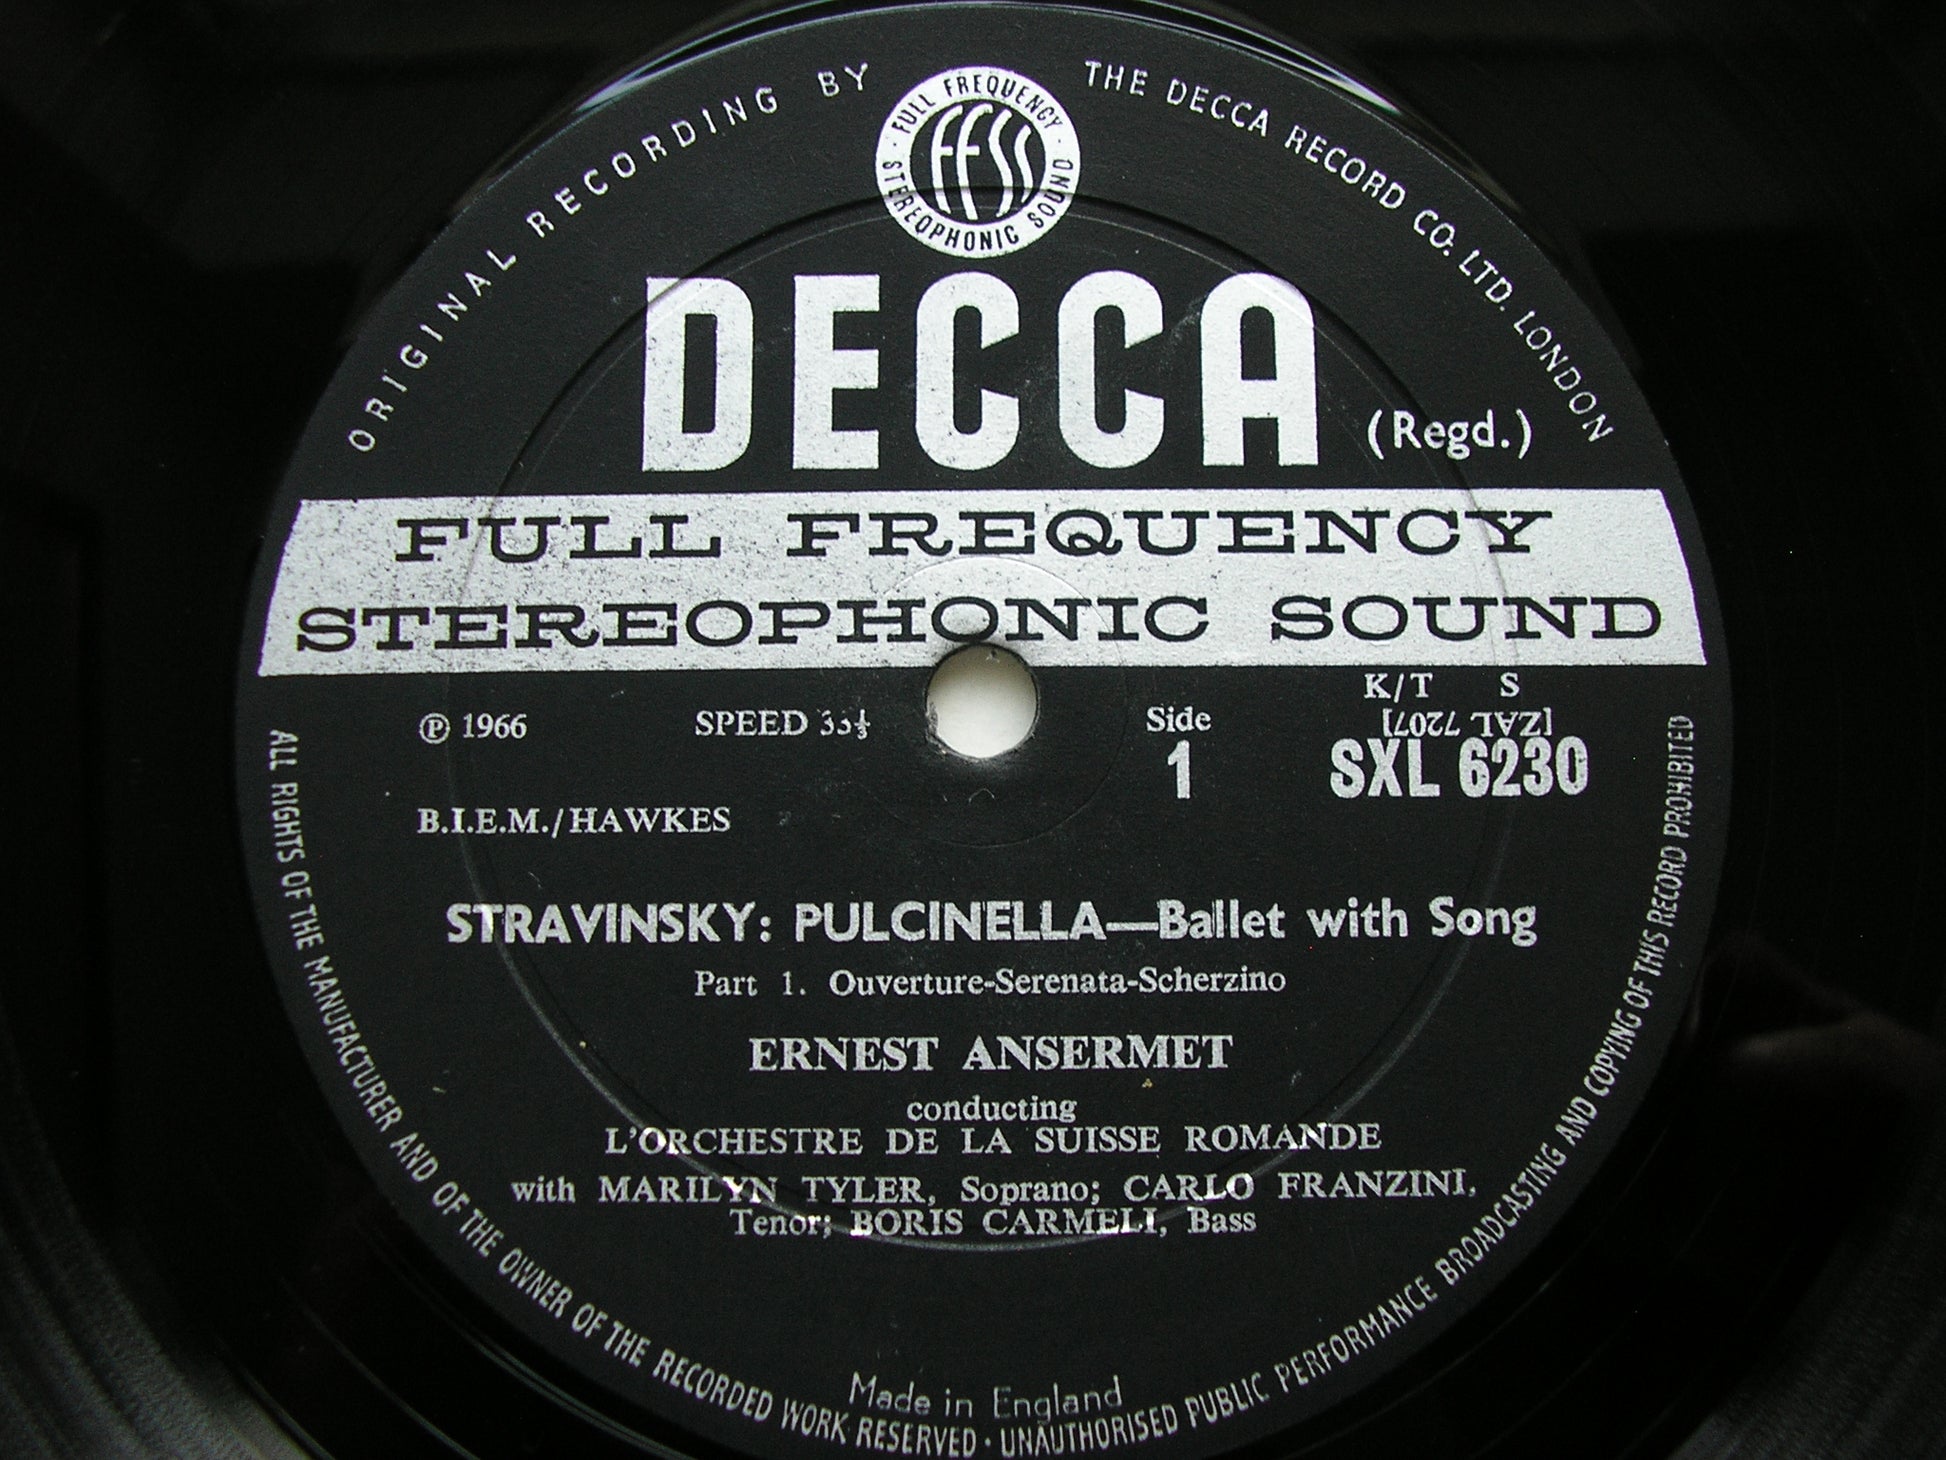 ORIGINAL RECORDING BY THE DECCA RECORD CO. LTD. LONDON
FULL FREQUENCY
ffss
STEREOPHONIC SOUND
DECCA (Regd.)
FULL FREQUENCY
STEREOPHONIC SOUND
K/T S
℗ 1966 SPEED 33⅓ Side [ZAL 7207]
1 SXL 6230
B.I.E.M./HAWKES
STRAVINSKY: PULCINELLA—Ballet with Song
Part 1. Ouverture-Serenata-Scherzino
ERNEST ANSERMET
conducting
L'ORCHESTRE DE LA SUISSE ROMANDE
with MARILYN TYLER, Soprano; CARLO FRANZINI,
Tenor; BORIS CARMELI, Bass
Made in England
ALL RIGHTS OF THE MANUFACTURER AND OF THE OWNER OF THE RECORDED WORK RESERVED · UNAUTHORISED PUBLIC PERFORMANCE BROADCASTING AND COPYING OF THIS RECORD PROHIBITED